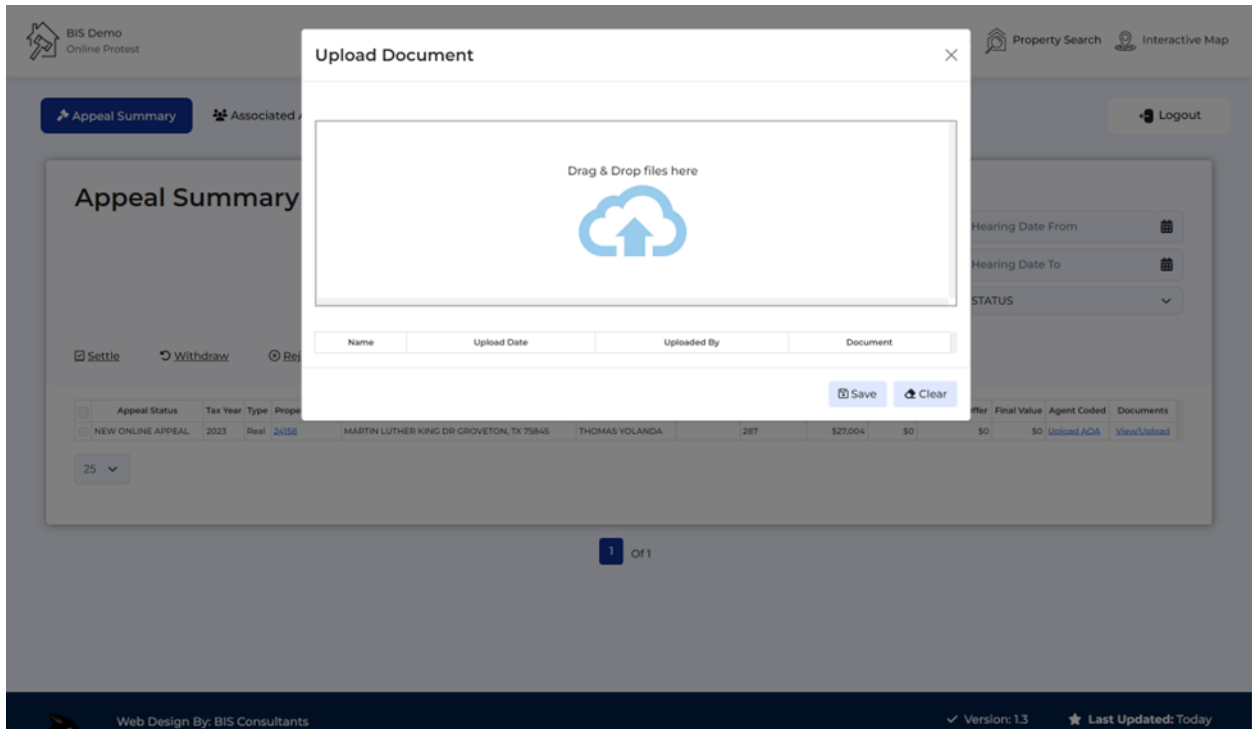 BIS Demo
Online Protest
Property Search
Interactive Map
Appeal Summary
Associated
Logout
Upload Document
Drag & Drop files here
Name Upload Date Uploaded By Document
Save Clear
Appeal Summary
Hearing Date From
Hearing Date To
STATUS
Settle Withdraw Rej
Appeal Status Tax Year Type Prope ffer Final Value Agent Coded Documents
NEW ONLINE APPEAL 2023 Real 24158 MARTIN LUTHER KING DR GROVETON, TX 75845 THOMAS YOLANDA 287 $27,004 $0 $0 $0 Upload AOA View/Upload
25
1 Of 1
Web Design By: BIS Consultants
Version: 1.3
Last Updated: Today